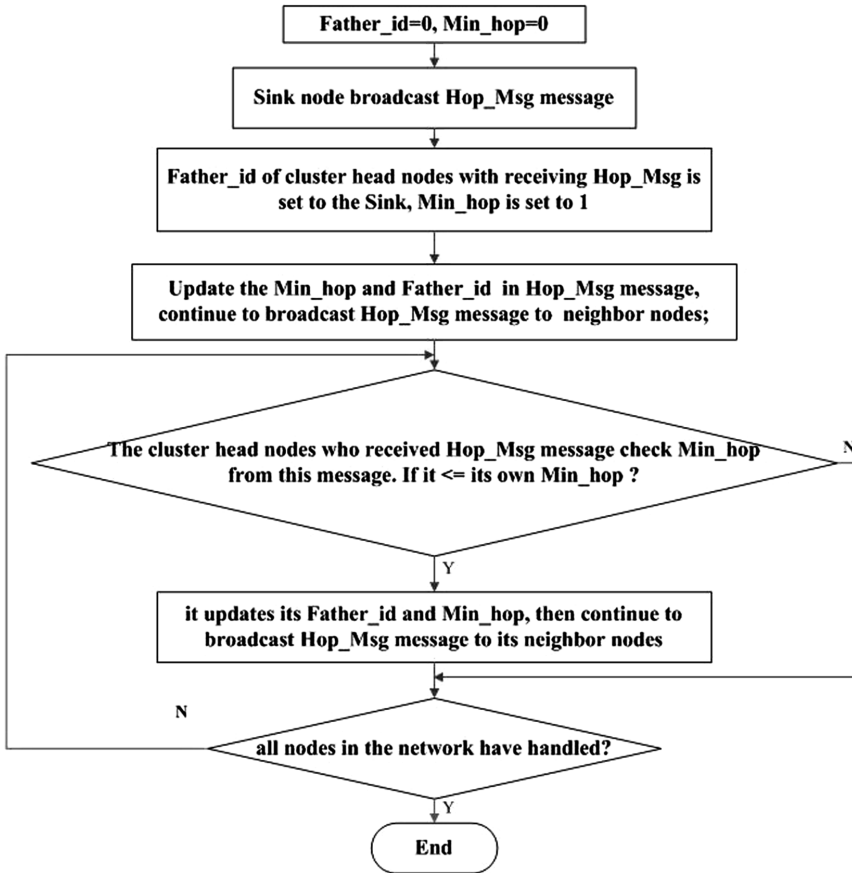 Father_id=0, Min_hop=0
Sink node broadcast Hop_Msg message
Father_id of cluster head nodes with receiving Hop_Msg is
set to the Sink, Min_hop is set to 1
Update the Min_hop and Father_id in Hop_Msg message,
continue to broadcast Hop_Msg message to neighbor nodes;
The cluster head nodes who received Hop_Msg message check Min_hop
from this message. If it <= its own Min_hop ?
N
Y
it updates its Father_id and Min_hop, then continue to
broadcast Hop_Msg message to its neighbor nodes
N
all nodes in the network have handled?
Y
End